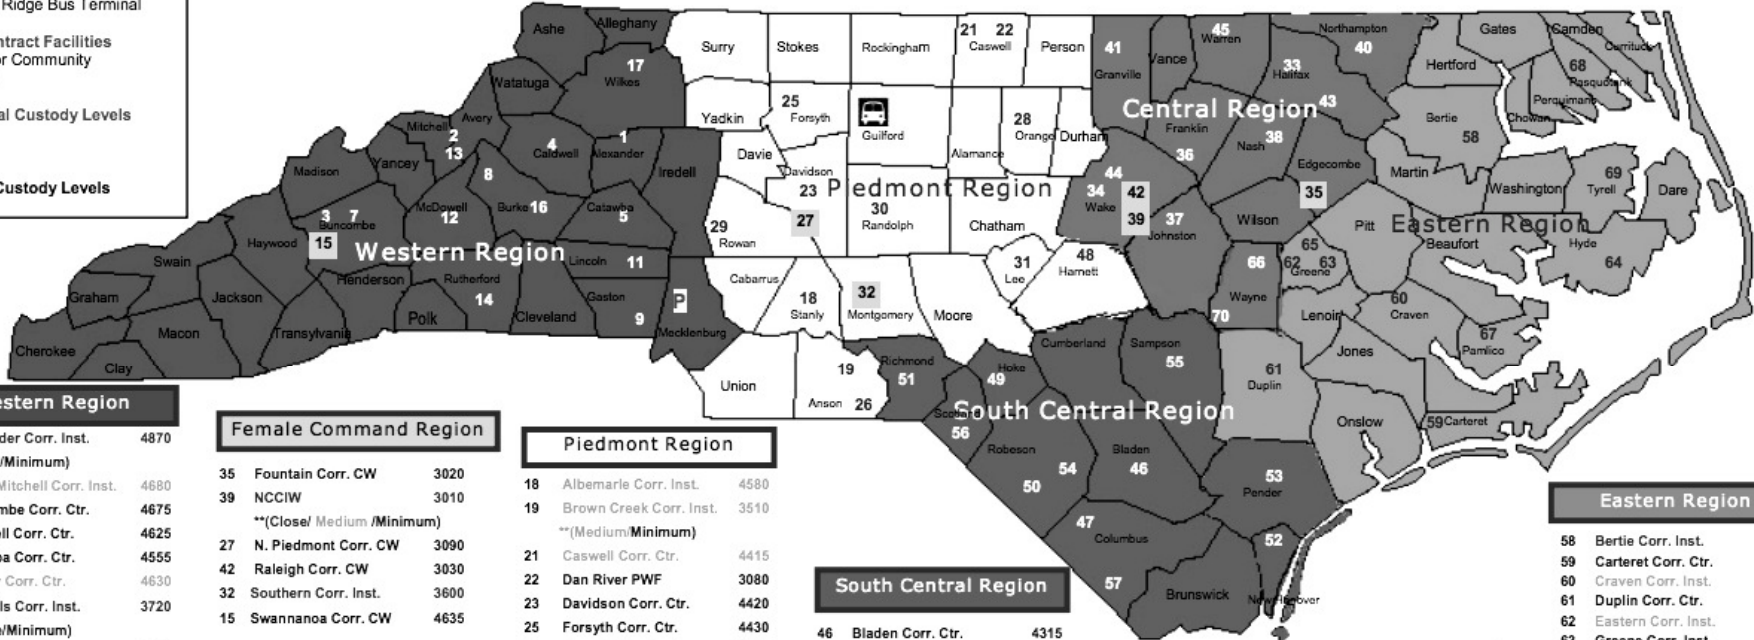 Ridge Bus Terminal
ntract Facilities
or Community
al Custody Levels
Custody Levels
Ashe
Alleghany
Surry
Stokes
Rockingham
21 22
Caswell
Person
41
Granville
Vance
45
Warren
Northampton
40
Gates
Camden
Currituck
17
Wilkes
Watatuga
33
Halifax
Hertford
68
Pasquotank
Perquimans
Chowan
Yadkin
25
Forsyth
Guilford
28
Orange
Durham
Alamance
Central Region
43
Franklin
36
38
Nash
Edgecombe
Bertie
58
Avery
Mitchell
2
13
Yancey
Madison
4
Caldwell
1
Alexander
Iredell
Davie
Davidson
23
27
Piedmont Region
44
34
Wake
42
39
37
Johnston
35
Wilson
Martin
Washington
69
Tyrell
Dare
8
McDowell
12
Burke 16
Catawba
5
3 7
Buncombe
15
Haywood
Western Region
29
Rowan
30
Randolph
Chatham
Pitt
Eastern Region
Beaufort
Hyde
64
Swain
Graham
Jackson
Henderson
Rutherford
14
Lincoln 11
Gaston
9
P
Mecklenburg
Cabarrus
18
Stanly
32
Montgomery
Moore
31
Lee
48
Harnett
66
Wayne
70
65
62 63
Greene
Lenoir
60
Craven
67
Pamlico
Cherokee
Clay
Macon
Transylvania
Polk
Cleveland
Union
19
Anson 26
Richmond
51
Hoke
49
Cumberland
Sampson
55
61
Duplin
Jones
Onslow
59 Carteret
Scotland
56
South Central Region
Robeson
54
50
Bladen
46
53
Pender
47
Columbus
57
52
Brunswick
New Hanover
estern Region
der Corr. Inst. 4870
/Minimum)
Mitchell Corr. Inst. 4680
mbe Corr. Ctr. 4675
ell Corr. Ctr. 4625
ba Corr. Ctr. 4555
Corr. Ctr. 4630
ls Corr. Inst. 3720
e/Minimum)
Female Command Region
35 Fountain Corr. CW 3020
39 NCCIW 3010
**(Close/ Medium /Minimum)
27 N. Piedmont Corr. CW 3090
42 Raleigh Corr. CW 3030
32 Southern Corr. Inst. 3600
15 Swannanoa Corr. CW 4635
Piedmont Region
18 Albemarle Corr. Inst. 4580
19 Brown Creek Corr. Inst. 3510
**(Medium/Minimum)
21 Caswell Corr. Ctr. 4415
22 Dan River PWF 3080
23 Davidson Corr. Ctr. 4420
25 Forsyth Corr. Ctr. 4430
South Central Region
46 Bladen Corr. Ctr. 4315
Eastern Region
58 Bertie Corr. Inst.
59 Carteret Corr. Ctr.
60 Craven Corr. Inst.
61 Duplin Corr. Ctr.
62 Eastern Corr. Inst.
63 Greene Corr. Inst.